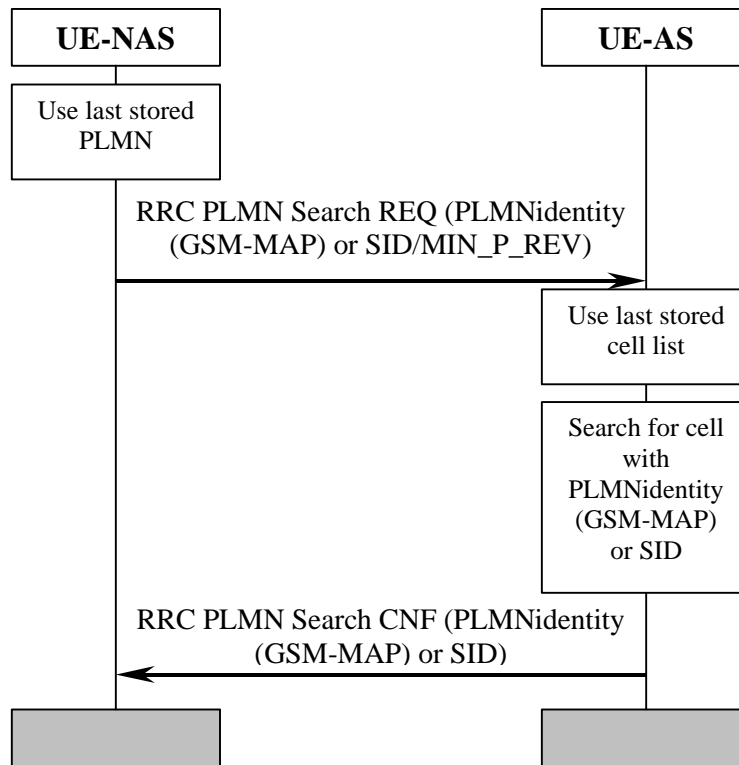 UE-NAS
UE-AS
Use last stored
PLMN
RRC PLMN Search REQ (PLMNidentity
(GSM-MAP) or SID/MIN_P_REV)
Use last stored
cell list
Search for cell
with
PLMNidentity
(GSM-MAP)
or SID
RRC PLMN Search CNF (PLMNidentity
(GSM-MAP) or SID)